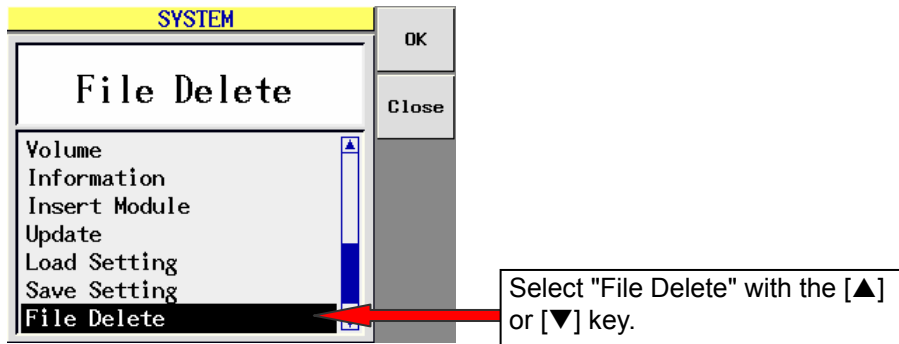 SYSTEM
OK
File Delete
Close
Volume
Information
Insert Module
Update
Load Setting
Save Setting
File Delete
Select "File Delete" with the [▲]
or [▼] key.